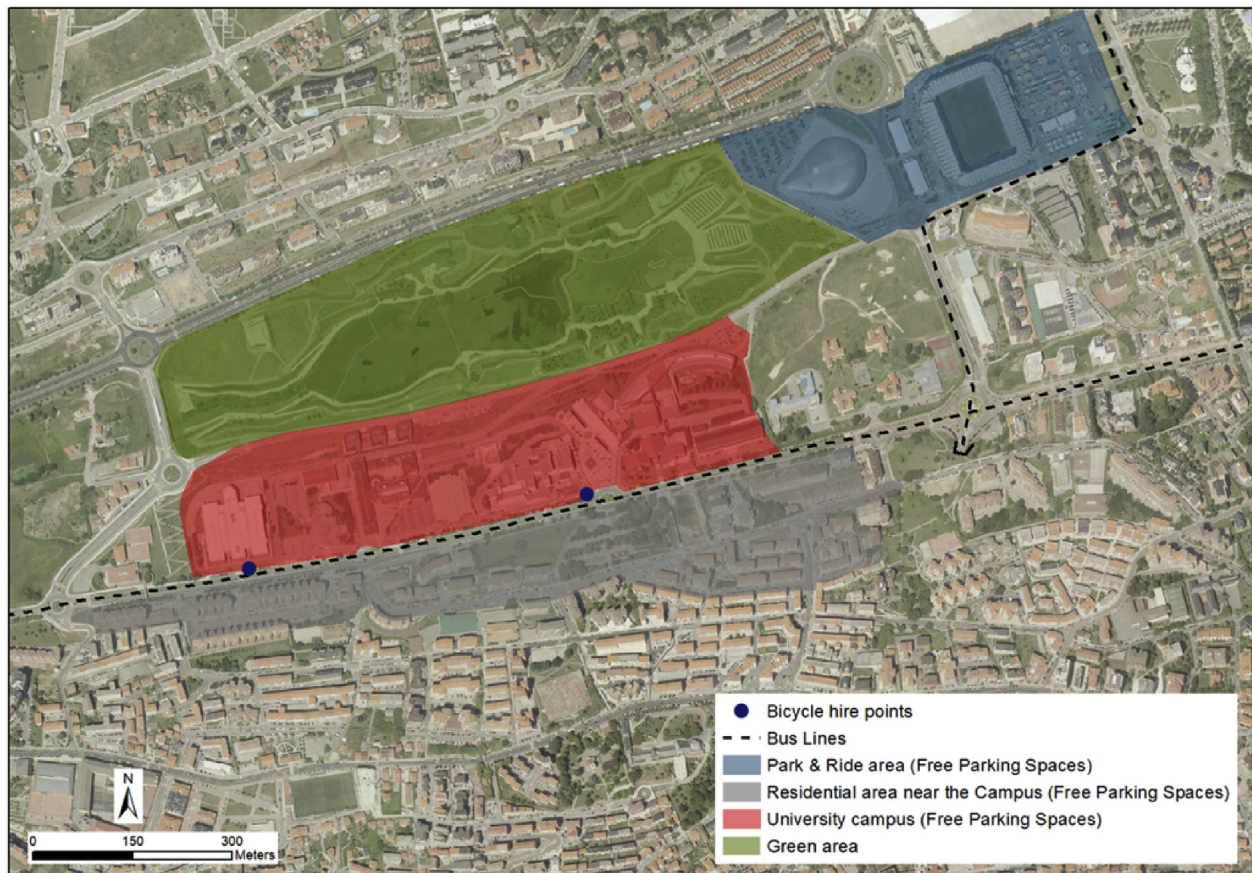 Bicycle hire points
Bus Lines
Park & Ride area (Free Parking Spaces)
Residential area near the Campus (Free Parking Spaces)
University campus (Free Parking Spaces)
Green area
N
0 150 300
Meters